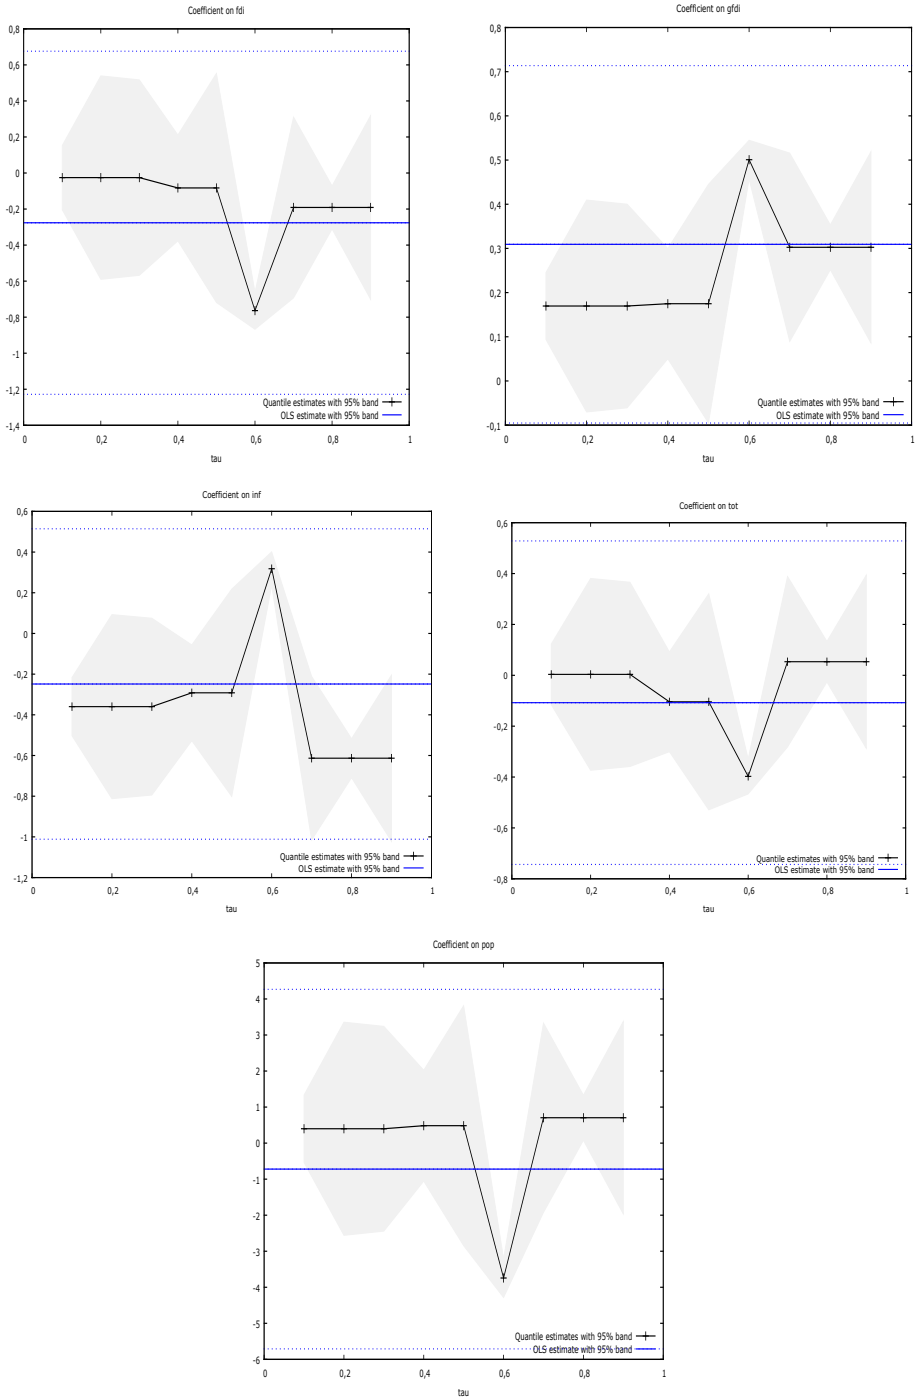 Coefficient on fdi
0,8
0,6
0,4
0,2
0
-0,2
-0,4
-0,6
-0,8
-1
-1,2
-1,4
Quantile estimates with 95% band
OLS estimate with 95% band
0 0,2 0,4 0,6 0,8 1
tau
Coefficient on gfdi
0,8
0,7
0,6
0,5
0,4
0,3
0,2
0,1
0
-0,1
Quantile estimates with 95% band
OLS estimate with 95% band
0 0,2 0,4 0,6 0,8 1
tau
Coefficient on inf
0,6
0,4
0,2
0
-0,2
-0,4
-0,6
-0,8
-1
-1,2
Quantile estimates with 95% band
OLS estimate with 95% band
0 0,2 0,4 0,6 0,8 1
tau
Coefficient on tot
0,6
0,4
0,2
0
-0,2
-0,4
-0,6
-0,8
Quantile estimates with 95% band
OLS estimate with 95% band
0 0,2 0,4 0,6 0,8 1
tau
Coefficient on pop
5
4
3
2
1
0
-1
-2
-3
-4
-5
-6
Quantile estimates with 95% band
OLS estimate with 95% band
0 0,2 0,4 0,6 0,8 1
tau